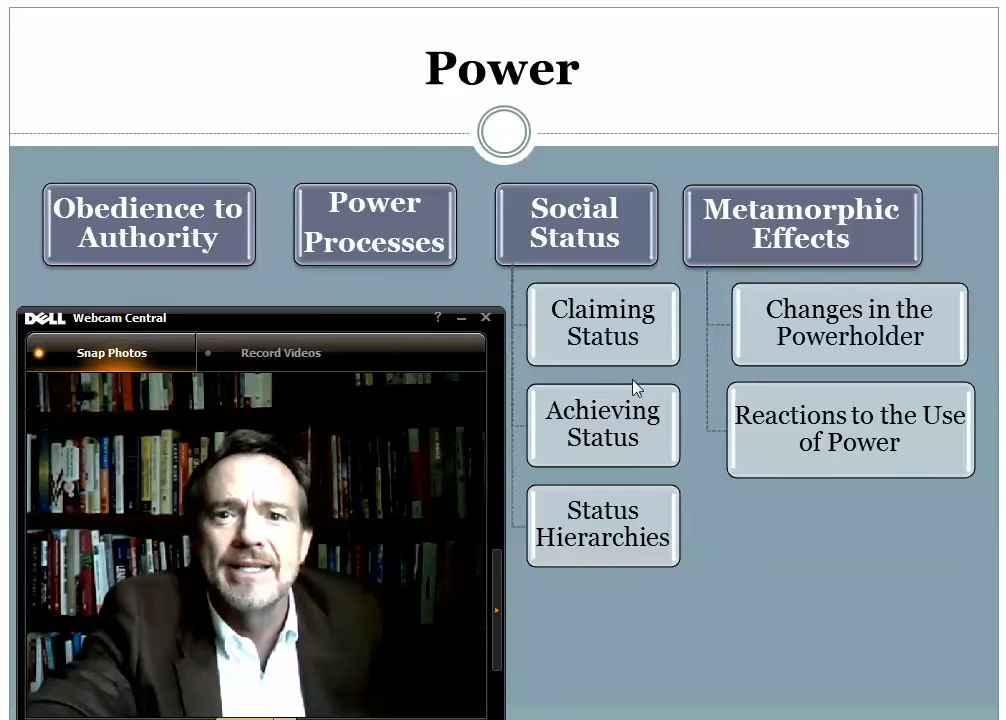 Power
Obedience to
Authority
Power
Processes
Social
Status
Metamorphic
Effects
Claiming
Status
Achieving
Status
Status
Hierarchies
Changes in the
Powerholder
Reactions to the Use
of Power
DELL Webcam Central
?
Snap Photos
Record Videos